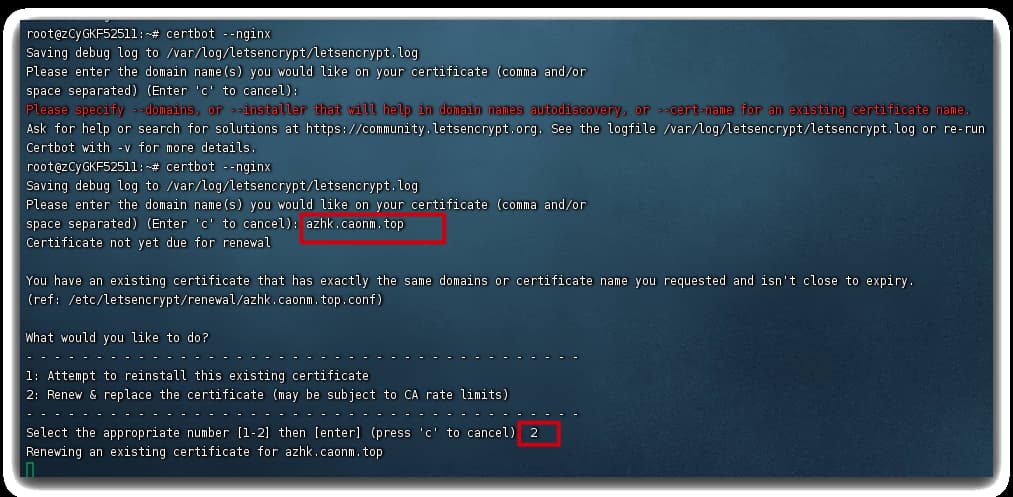 root@zCyGKF52511:~# certbot --nginx
Saving debug log to /var/log/letsencrypt/letsencrypt.log
Please enter the domain name(s) you would like on your certificate (comma and/or
space separated) (Enter 'c' to cancel):
Please specify --domains, or --installer that will help in domain names autodiscovery, or --cert-name for an existing certificate name.
Ask for help or search for solutions at https://community.letsencrypt.org. See the logfile /var/log/letsencrypt/letsencrypt.log or re-run
Certbot with -v for more details.
root@zCyGKF52511:~# certbot --nginx
Saving debug log to /var/log/letsencrypt/letsencrypt.log
Please enter the domain name(s) you would like on your certificate (comma and/or
space separated) (Enter 'c' to cancel): azhk.caonm.top
Certificate not yet due for renewal
You have an existing certificate that has exactly the same domains or certificate name you requested and isn't close to expiry.
(ref: /etc/letsencrypt/renewal/azhk.caonm.top.conf)
What would you like to do?
- - - - - - - - - - - - - - - - - - - - - - - - - - - - - - - - - - - - - - - -
1: Attempt to reinstall this existing certificate
2: Renew & replace the certificate (may be subject to CA rate limits)
- - - - - - - - - - - - - - - - - - - - - - - - - - - - - - - - - - - - - - - -
Select the appropriate number [1-2] then [enter] (press 'c' to cancel) 2
Renewing an existing certificate for azhk.caonm.top